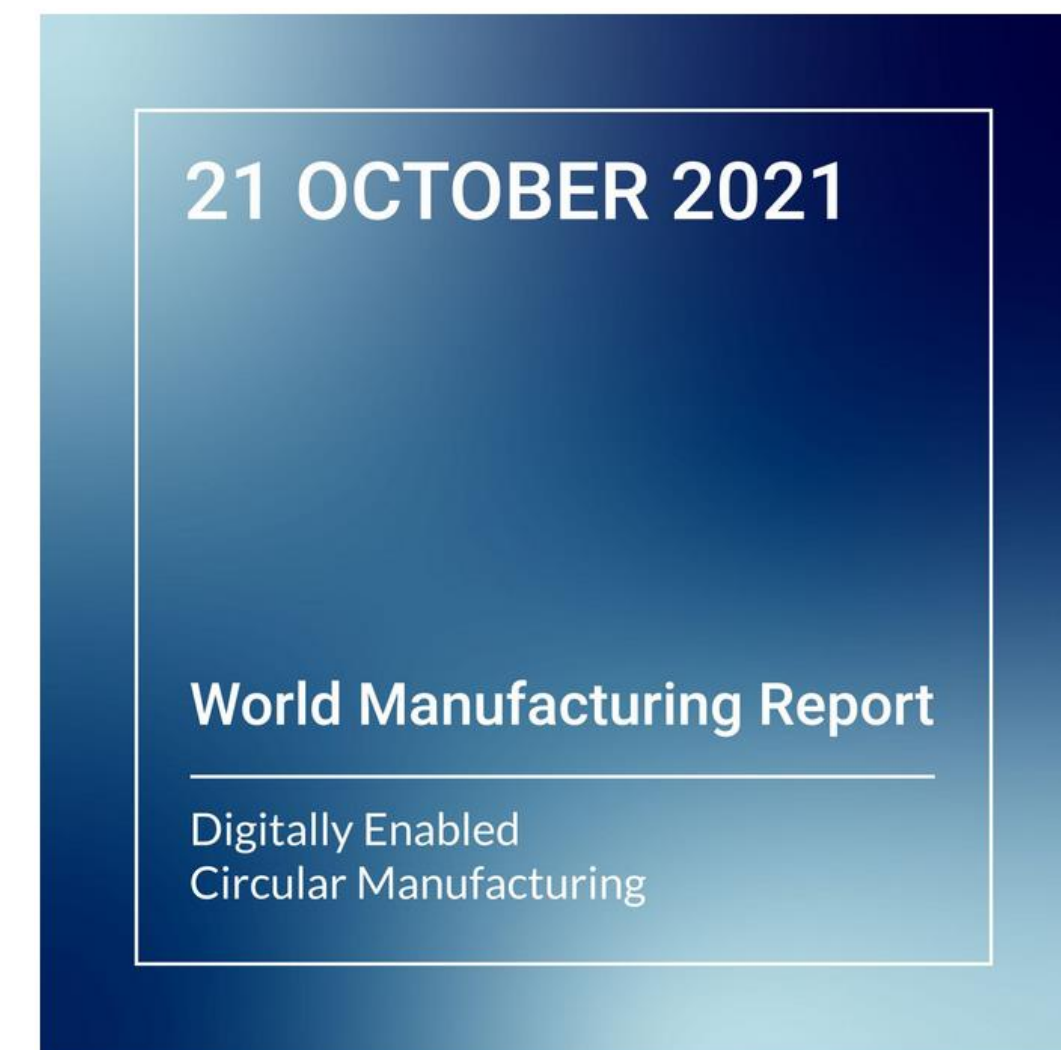 21 OCTOBER 2021
World Manufacturing Report
Digitally Enabled
Circular Manufacturing